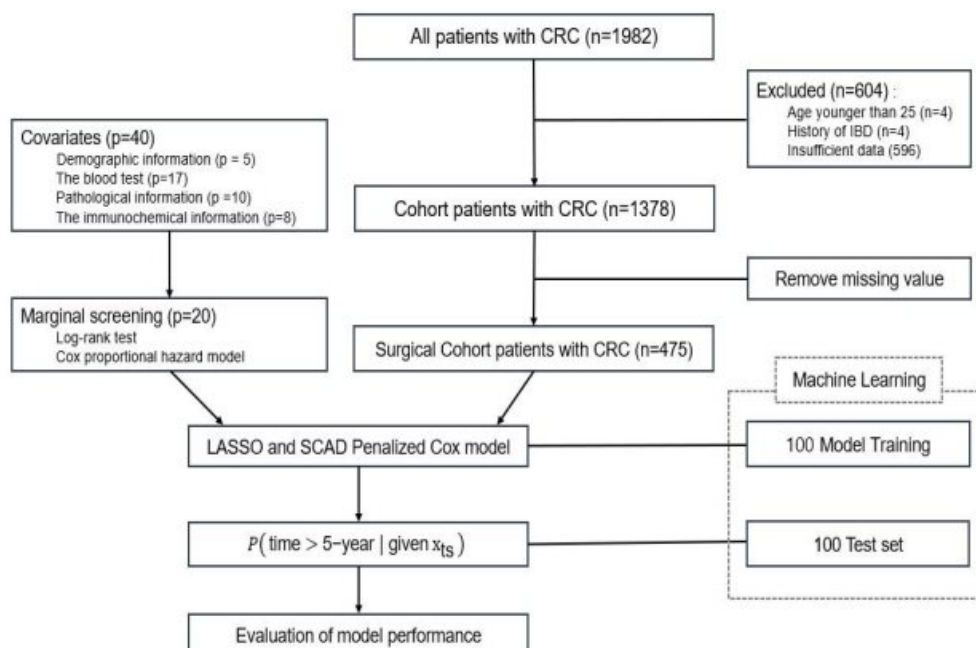 All patients with CRC (n=1982)
Excluded (n=604) :
Age younger than 25 (n=4)
History of IBD (n=4)
Insufficient data (596)
Covariates (p=40)
Demographic information (p = 5)
The blood test (p=17)
Pathological information (p =10)
The immunochemical information (p=8)
Cohort patients with CRC (n=1378)
Remove missing value
Marginal screening (p=20)
Log-rank test
Cox proportional hazard model
Surgical Cohort patients with CRC (n=475)
Machine Learning
LASSO and SCAD Penalized Cox model
100 Model Training
P(time > 5−year | given xts)
100 Test set
Evaluation of model performance